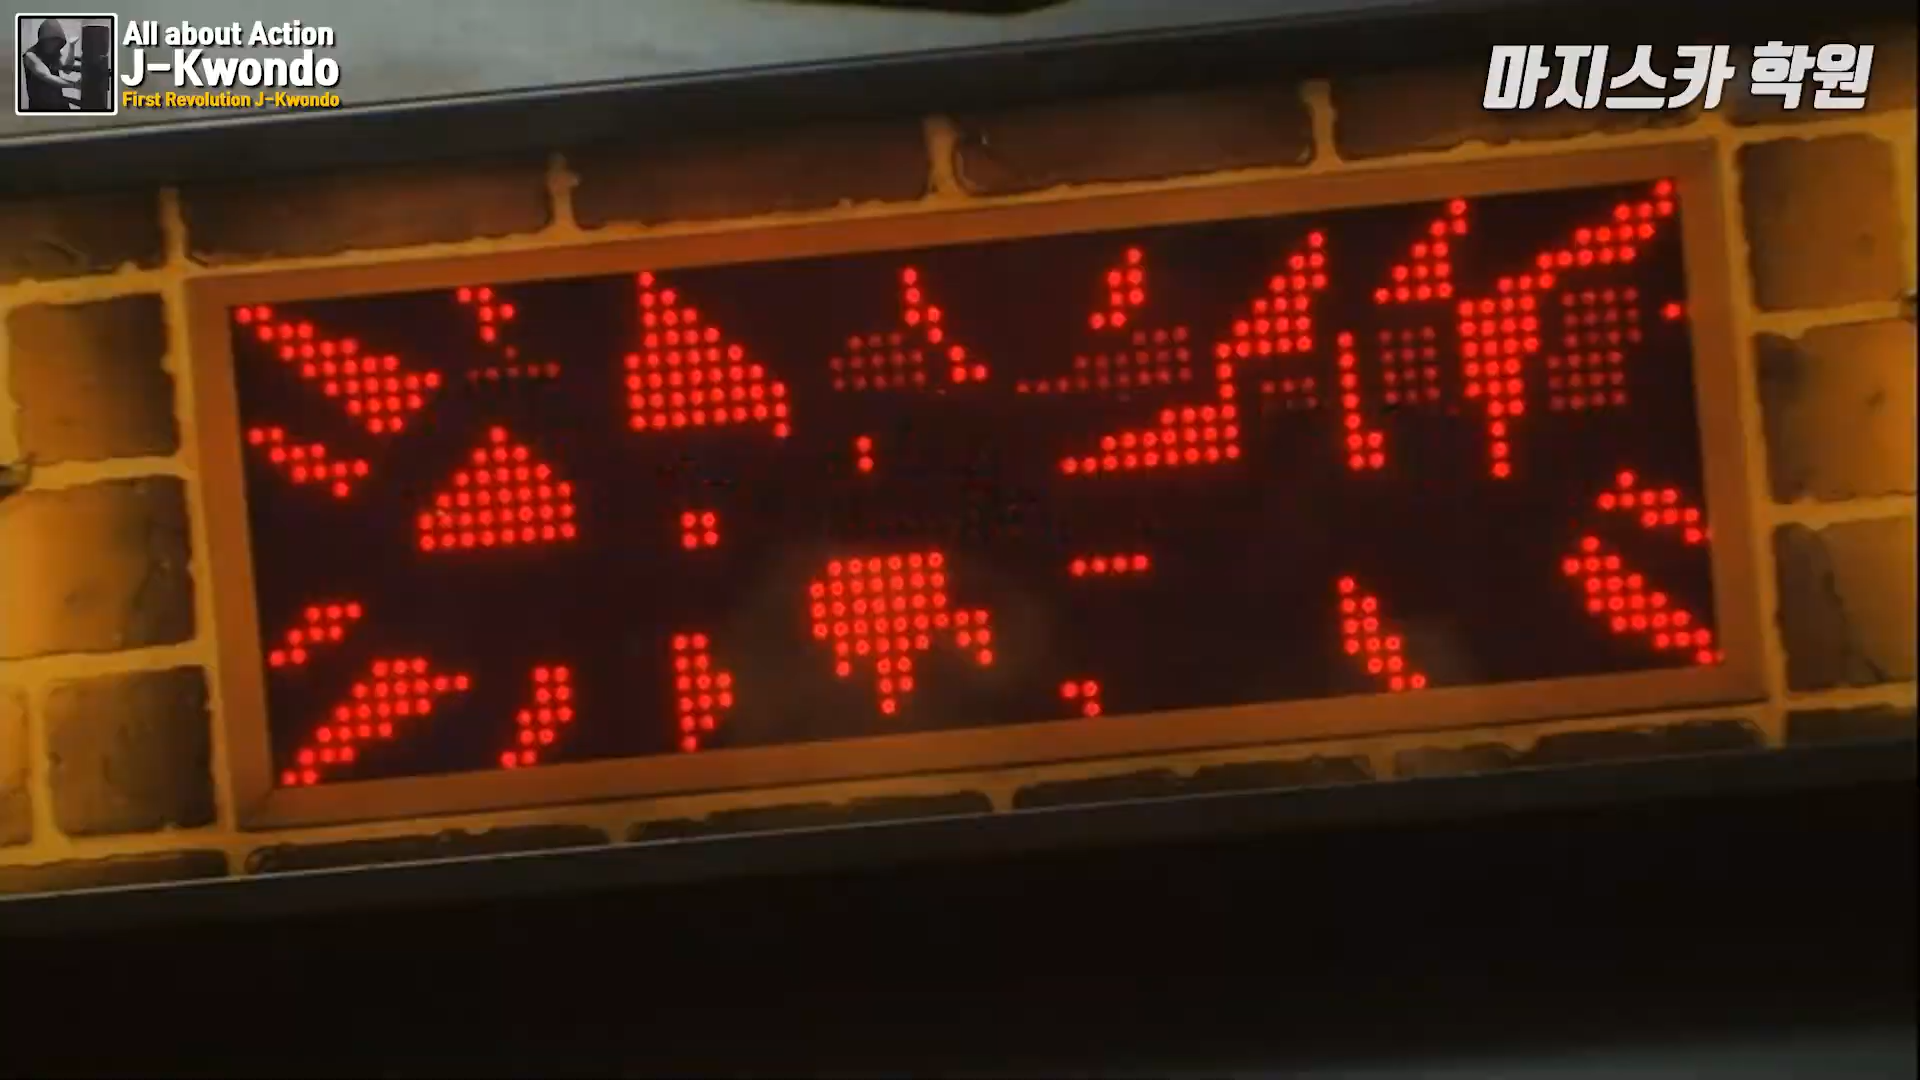 All about Action
J-Kwondo
First Revolution J-Kwondo
마지스카 학원